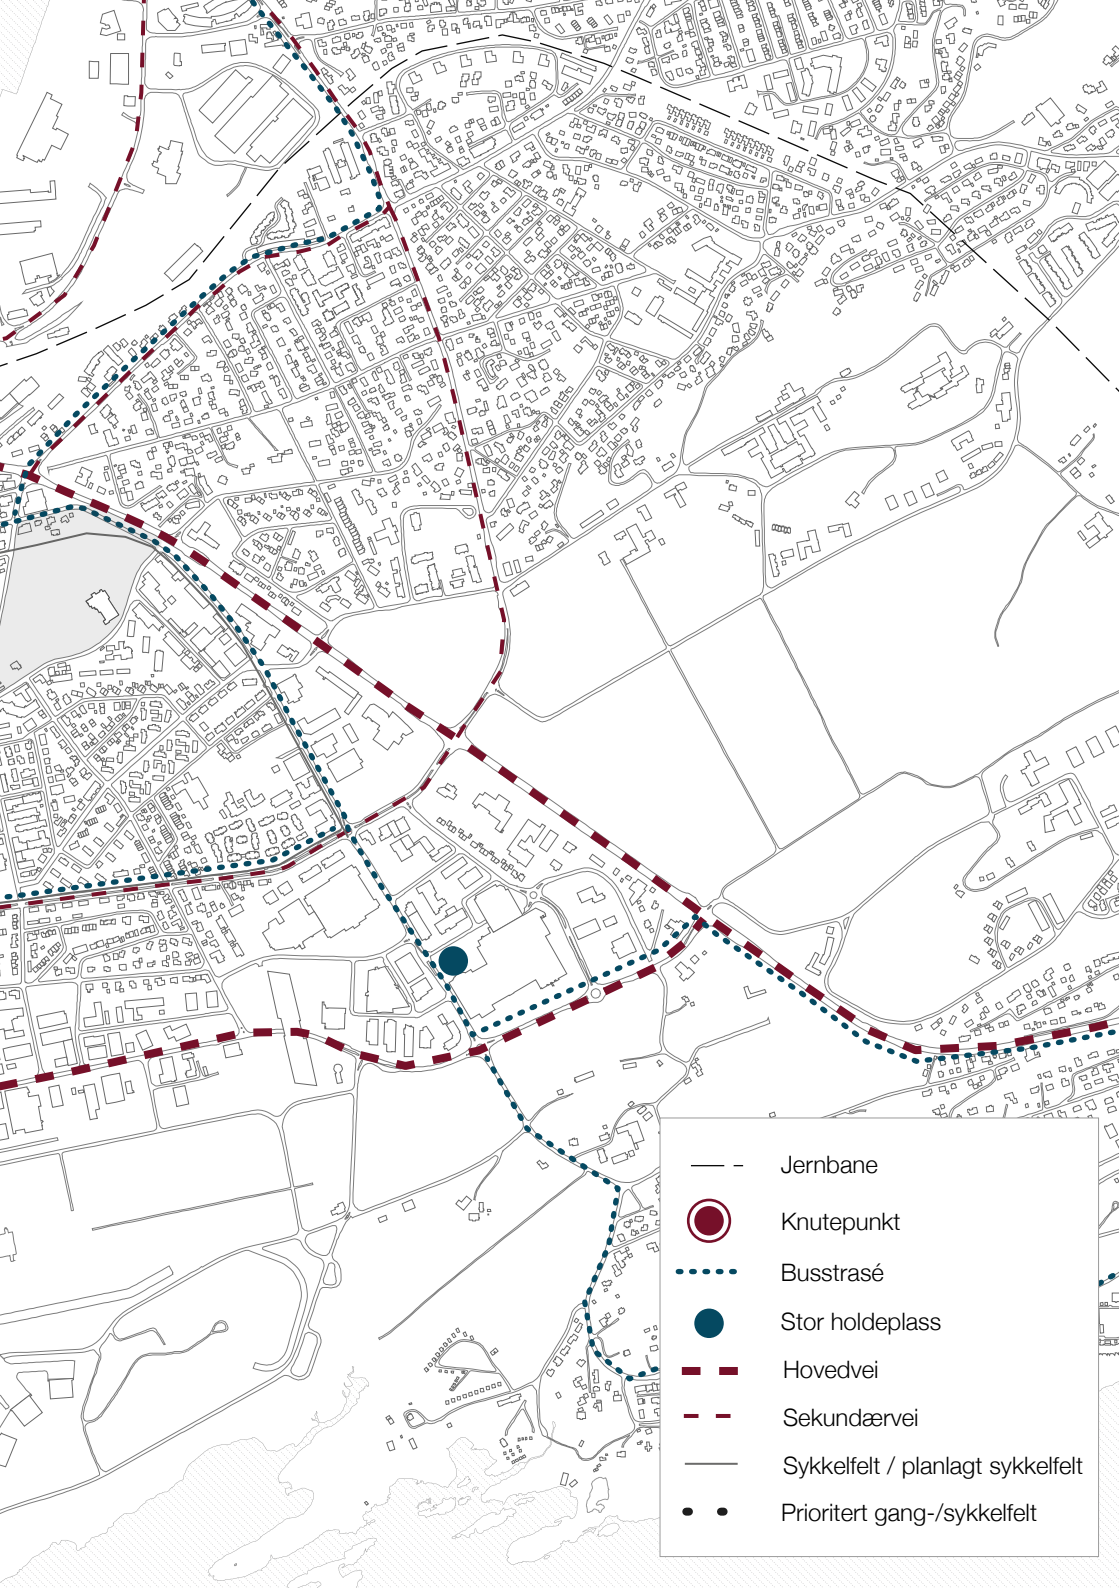 Jernbane
Knutepunkt
Busstrasé
Stor holdeplass
Hovedvei
Sekundærvei
Sykkelfelt / planlagt sykkelfelt
Prioritert gang-/sykkelfelt